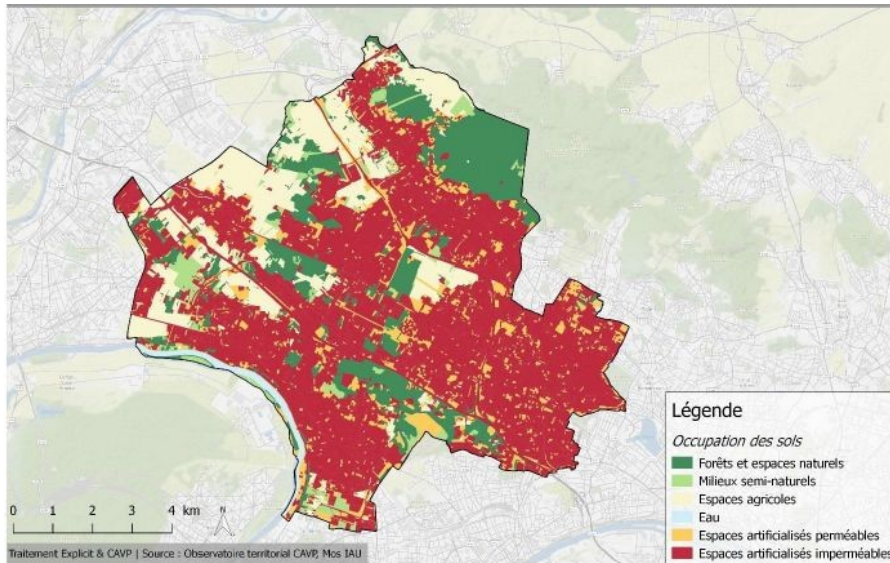 Légende
Occupation des sols
Forêts et espaces naturels
Milieux semi-naturels
Espaces agricoles
Eau
Espaces artificialisés perméables
Espaces artificialisés imperméables
0 1 2 3 4 km
N
Traitement Explicit & CAVP | Source : Observatoire territorial CAVP, Mos IAU